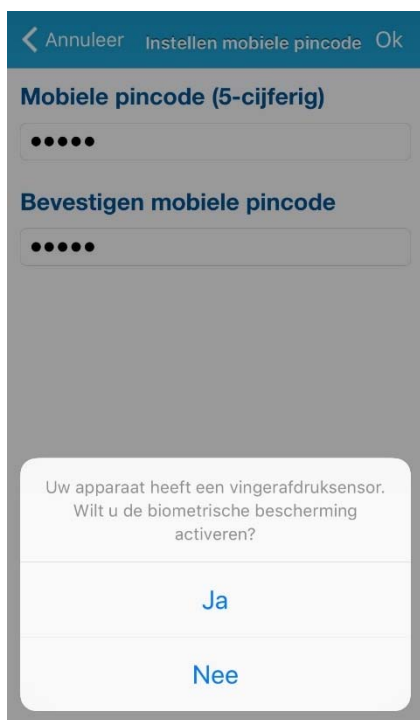 Annuleer Instellen mobiele pincode Ok
Mobiele pincode (5-cijferig)
•••••
Bevestigen mobiele pincode
•••••
Uw apparaat heeft een vingerafdruksensor.
Wilt u de biometrische bescherming
activeren?
Ja
Nee